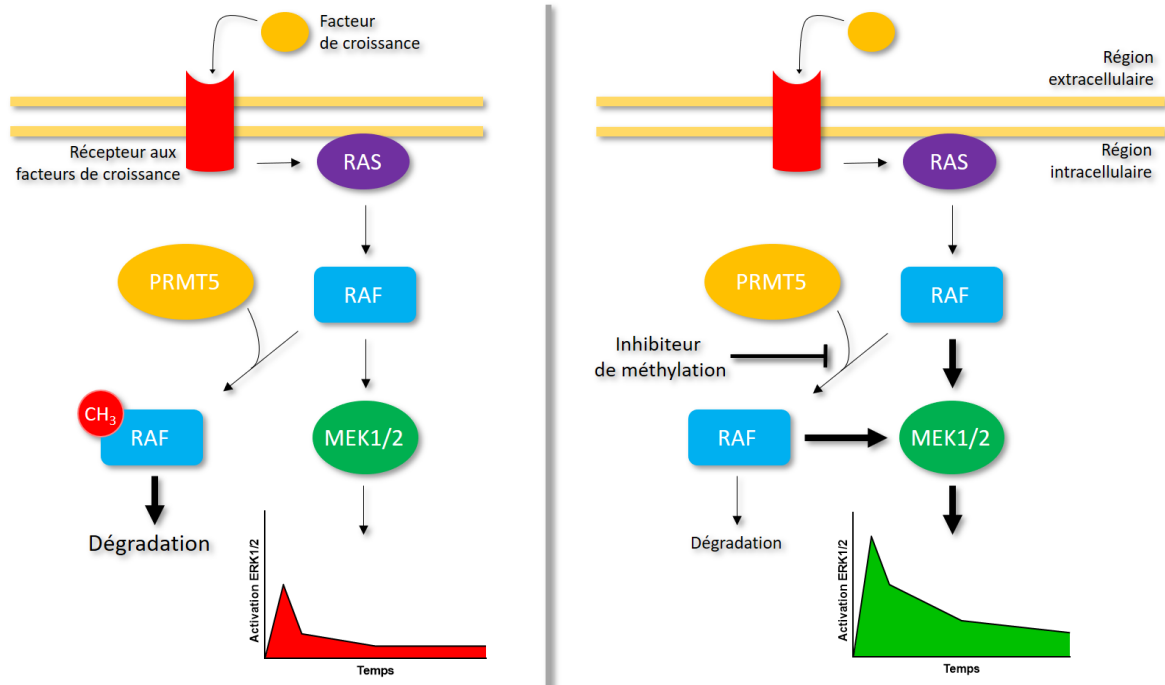 Facteur
de croissance
Récepteur aux
facteurs de croissance
RAS
PRMT5
RAF
CH3
RAF
MEK1/2
Dégradation
Activation ERK1/2
Temps
Région
extracellulaire
RAS
Région
intracellulaire
PRMT5
RAF
Inhibiteur
de méthylation
RAF
MEK1/2
Dégradation
Activation ERK1/2
Temps